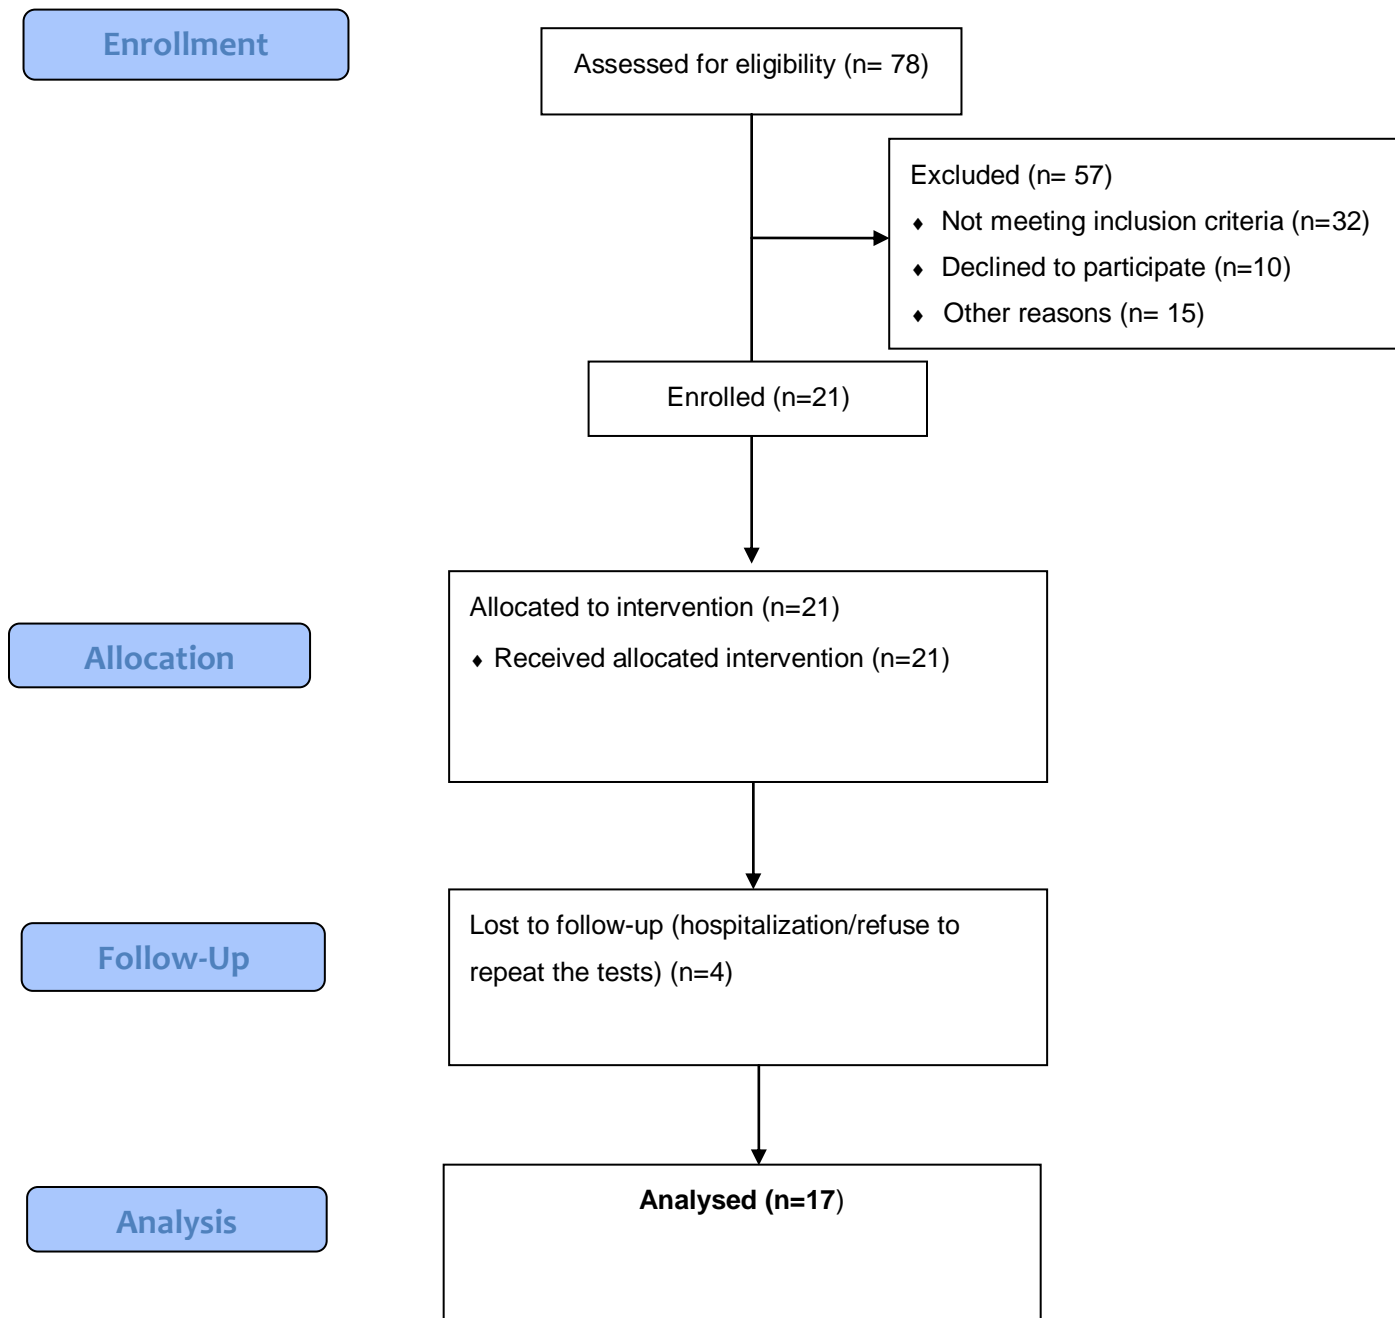 Enrollment
Assessed for eligibility (n= 78)
Excluded (n= 57)
♦ Not meeting inclusion criteria (n=32)
♦ Declined to participate (n=10)
♦ Other reasons (n= 15)
Enrolled (n=21)
Allocation
Allocated to intervention (n=21)
♦ Received allocated intervention (n=21)
Follow-Up
Lost to follow-up (hospitalization/refuse to
repeat the tests) (n=4)
Analysis
Analysed (n=17)